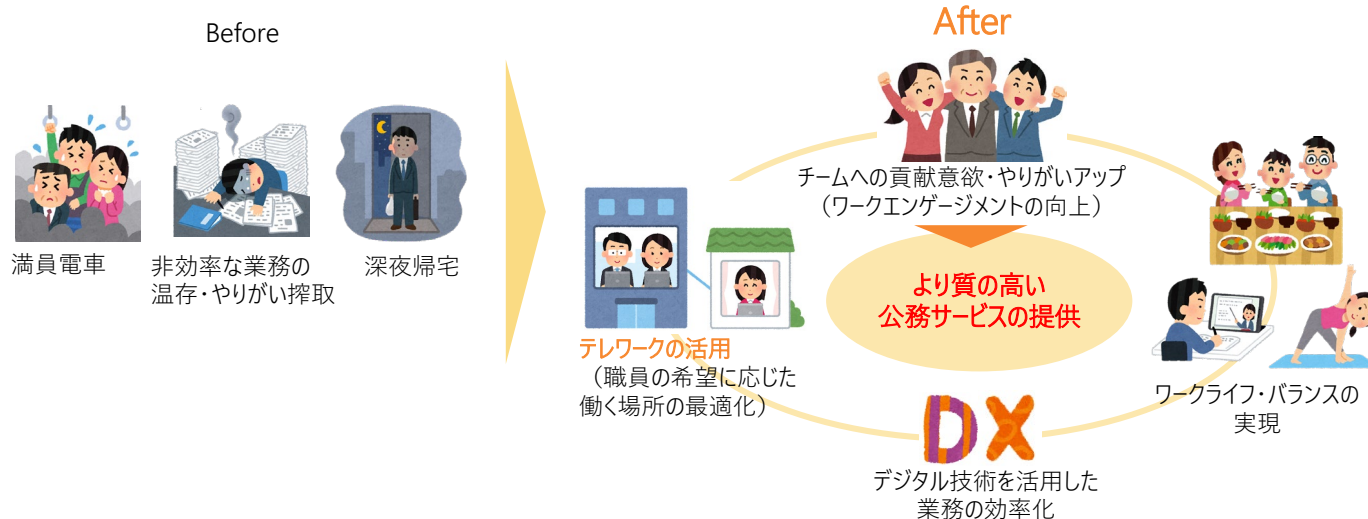 Before
満員電車
非効率な業務の
温存・やりがい搾取
深夜帰宅
After
チームへの貢献意欲・やりがいアップ
（ワークエンゲージメントの向上）
より質の高い
公務サービスの提供
テレワークの活用
（職員の希望に応じた
働く場所の最適化）
ワークライフ・バランスの
実現
DX
デジタル技術を活用した
業務の効率化